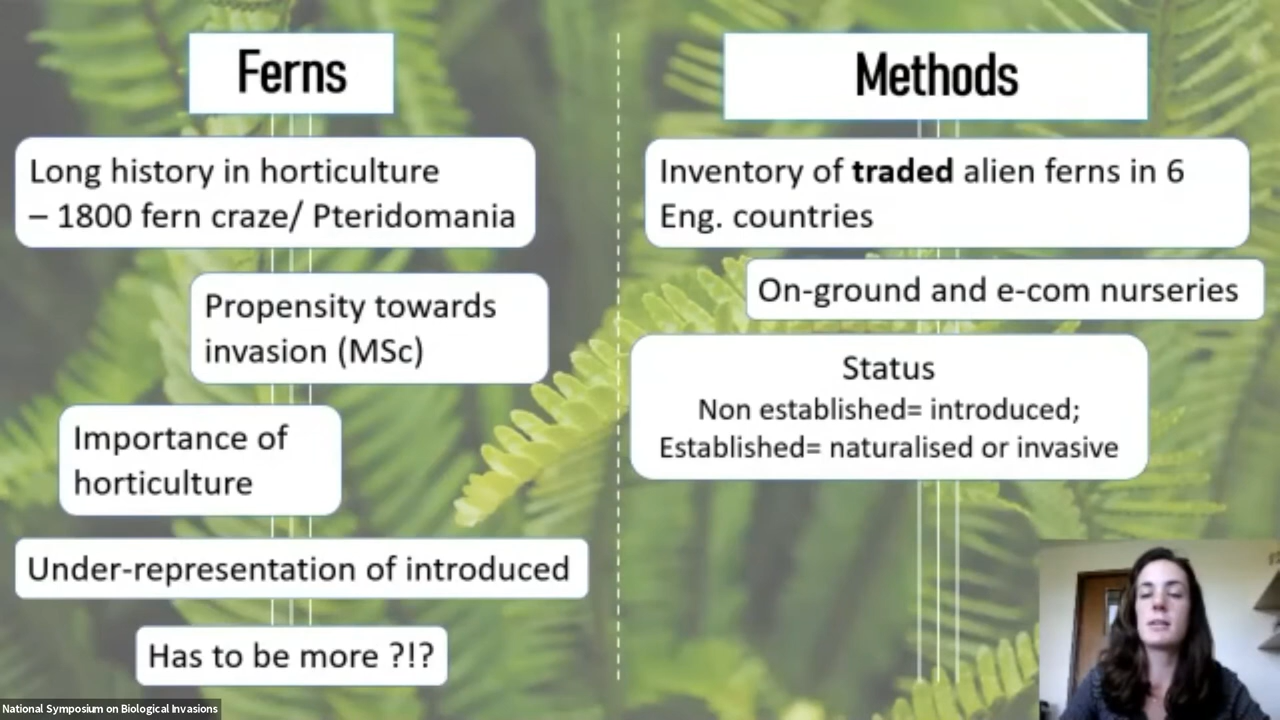 Ferns
Long history in horticulture
– 1800 fern craze/ Pteridomania
Propensity towards
invasion (MSc)
Importance of
horticulture
Under-representation of introduced
Has to be more ?!?
Methods
Inventory of traded alien ferns in 6
Eng. countries
On-ground and e-com nurseries
Status
Non established= introduced;
Established= naturalised or invasive
National Symposium on Biological Invasions